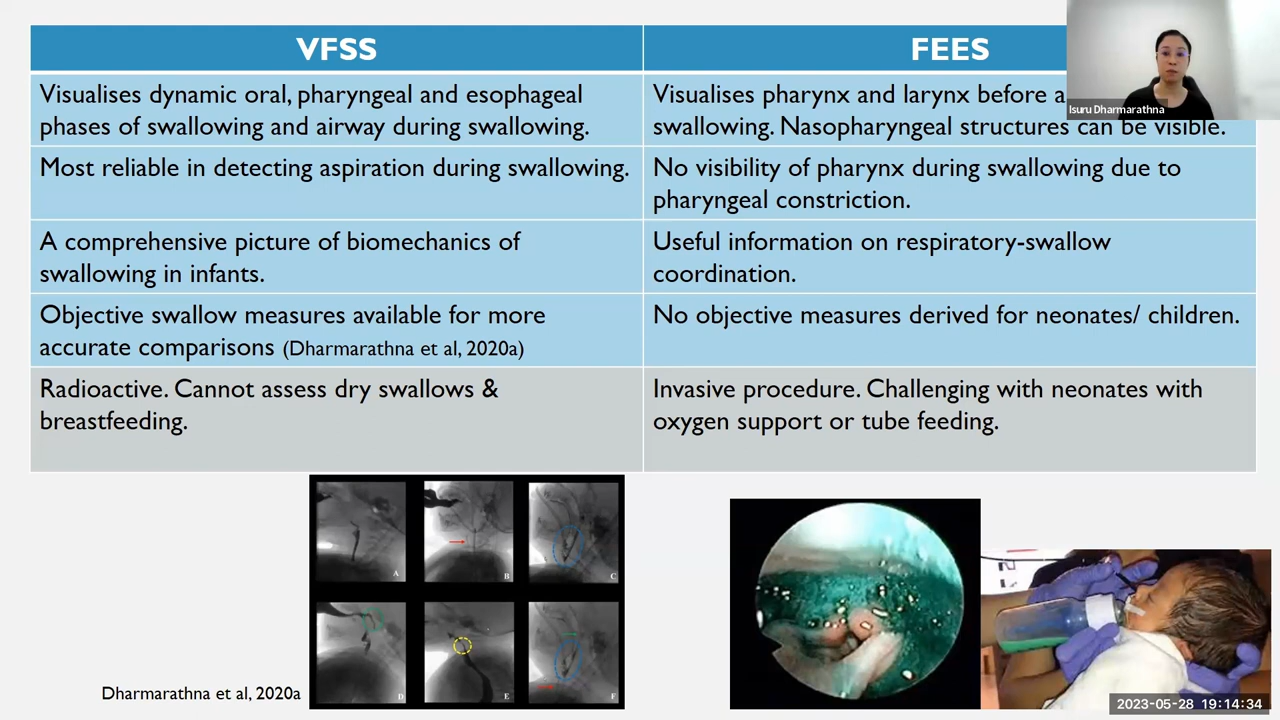 VFSS
FEES
Visualises dynamic oral, pharyngeal and esophageal
phases of swallowing and airway during swallowing.
Visualises pharynx and larynx before a
swallowing. Nasopharyngeal structures can be visible.
Isuru Dharmarathna
Most reliable in detecting aspiration during swallowing.
No visibility of pharynx during swallowing due to
pharyngeal constriction.
A comprehensive picture of biomechanics of
swallowing in infants.
Useful information on respiratory-swallow
coordination.
Objective swallow measures available for more
accurate comparisons (Dharmarathna et al, 2020a)
No objective measures derived for neonates/ children.
Radioactive. Cannot assess dry swallows &
breastfeeding.
Invasive procedure. Challenging with neonates with
oxygen support or tube feeding.
A
B
C
D
E
F
Dharmarathna et al, 2020a
2023-05-28 19:14:34